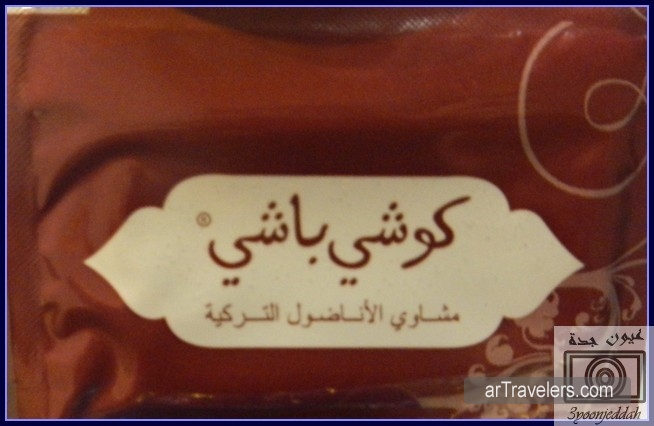 كوشي باشي ®
مشاوي الأناضول التركية
عيون جدة
arTravelers.com
3yoonjeddah